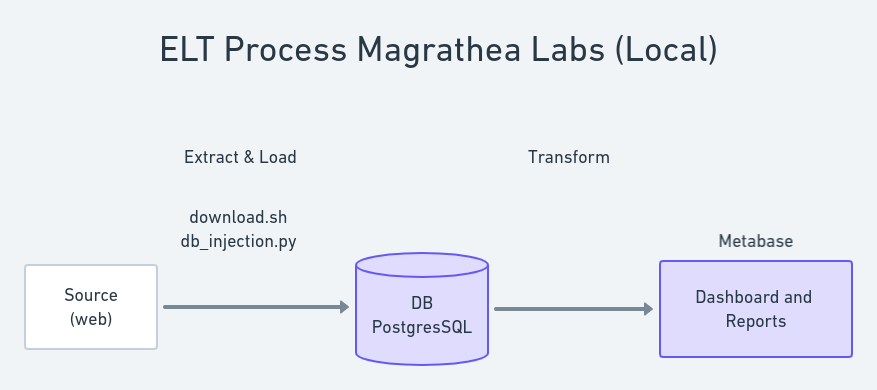 ELT Process Magrathea Labs (Local)
Extract & Load
Transform
download.sh
db_injection.py
Metabase
Source
(web)
DB
PostgresSQL
Dashboard and
Reports